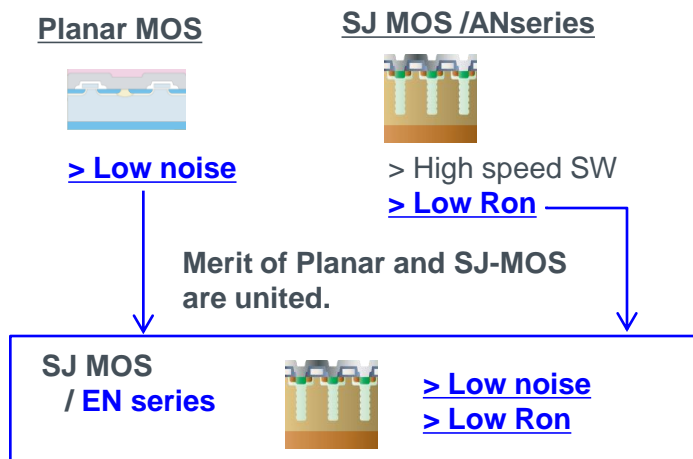 Planar MOS
SJ MOS /ANseries
> Low noise
> High speed SW
> Low Ron
Merit of Planar and SJ-MOS
are united.
SJ MOS
/ EN series
> Low noise
> Low Ron